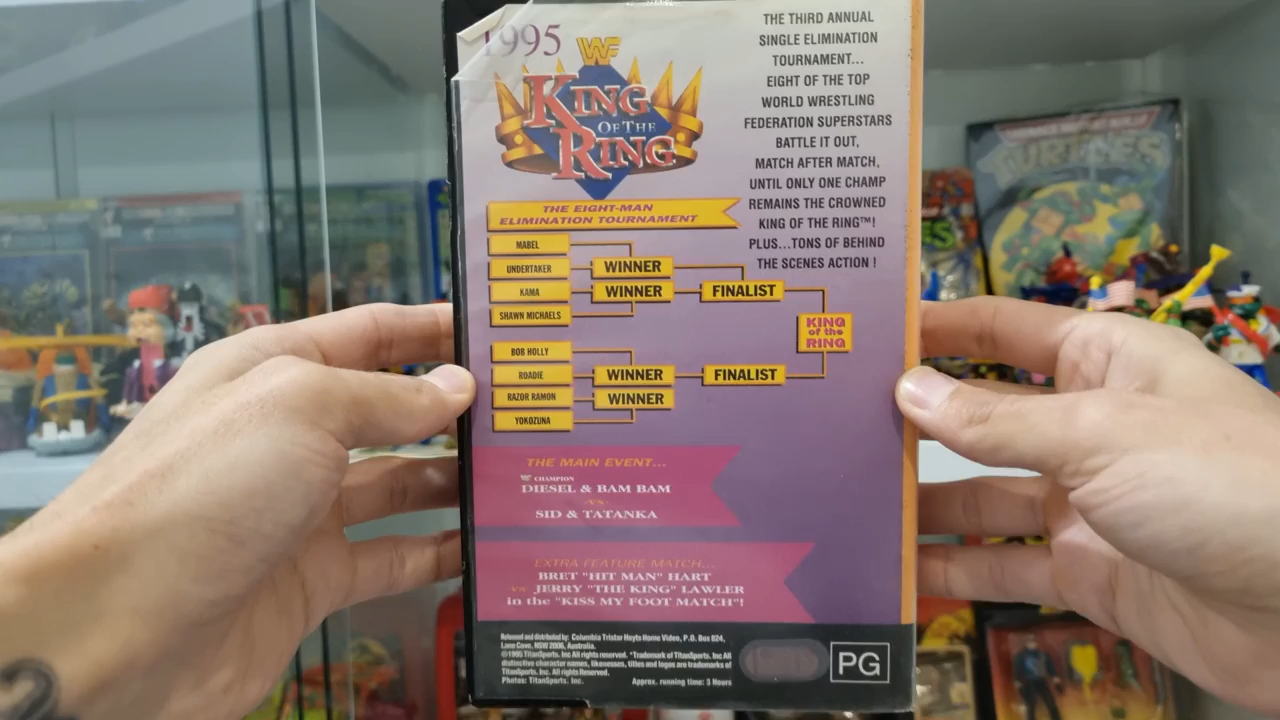 1995
WF
KING
OF THE
RING
THE THIRD ANNUAL
SINGLE ELIMINATION
TOURNAMENT...
EIGHT OF THE TOP
WORLD WRESTLING
FEDERATION SUPERSTARS
BATTLE IT OUT,
MATCH AFTER MATCH,
UNTIL ONLY ONE CHAMP
REMAINS THE CROWNED
KING OF THE RING™!
PLUS...TONS OF BEHIND
THE SCENES ACTION !
THE EIGHT-MAN
ELIMINATION TOURNAMENT
MABEL
UNDERTAKER
KAMA
SHAWN MICHAELS
WINNER
WINNER
FINALIST
BOB HOLLY
ROADIE
RAZOR RAMON
YOKOZUNA
WINNER
WINNER
FINALIST
KING
of the
RING
THE MAIN EVENT...
WF CHAMPION
DIESEL & BAM BAM
-VS-
SID & TATANKA
EXTRA FEATURE MATCH...
BRET "HIT MAN" HART
vs JERRY "THE KING" LAWLER
in the "KISS MY FOOT MATCH"!
Released and distributed by: Columbia Tristar Hoyts Home Video, P.O. Box 824,
Lane Cove, NSW 2066, Australia.
©1995 TitanSports. Inc All rights reserved. *Trademark of TitanSports. Inc All
distinctive character names, likenesses, titles and logos are trademarks of
TitanSports. Inc. All rights Reserved.
Photos: TitanSports. Inc.
Approx. running time: 3 Hours
PG
TURTLES